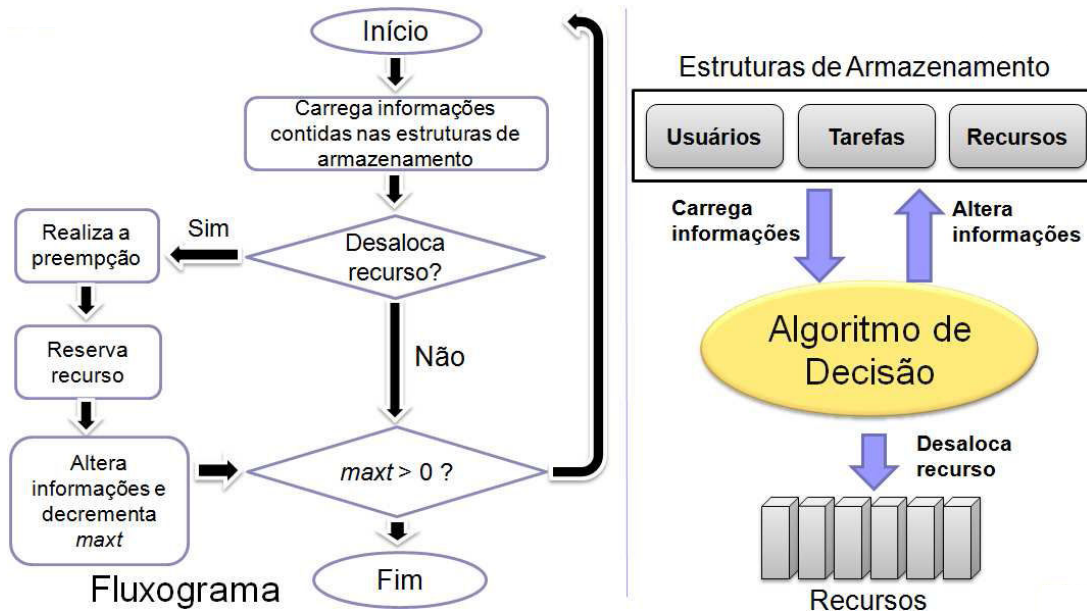 Início
Carrega informações
contidas nas estruturas de
armazenamento
Desaloca
recurso?
Sim
Realiza a
preempção
Reserva
recurso
Altera
informações e
decrementa
maxt
Não
maxt > 0 ?
Fim
Fluxograma
Estruturas de Armazenamento
Usuários
Tarefas
Recursos
Carrega
informações
Altera
informações
Algoritmo de
Decisão
Desaloca
recurso
Recursos